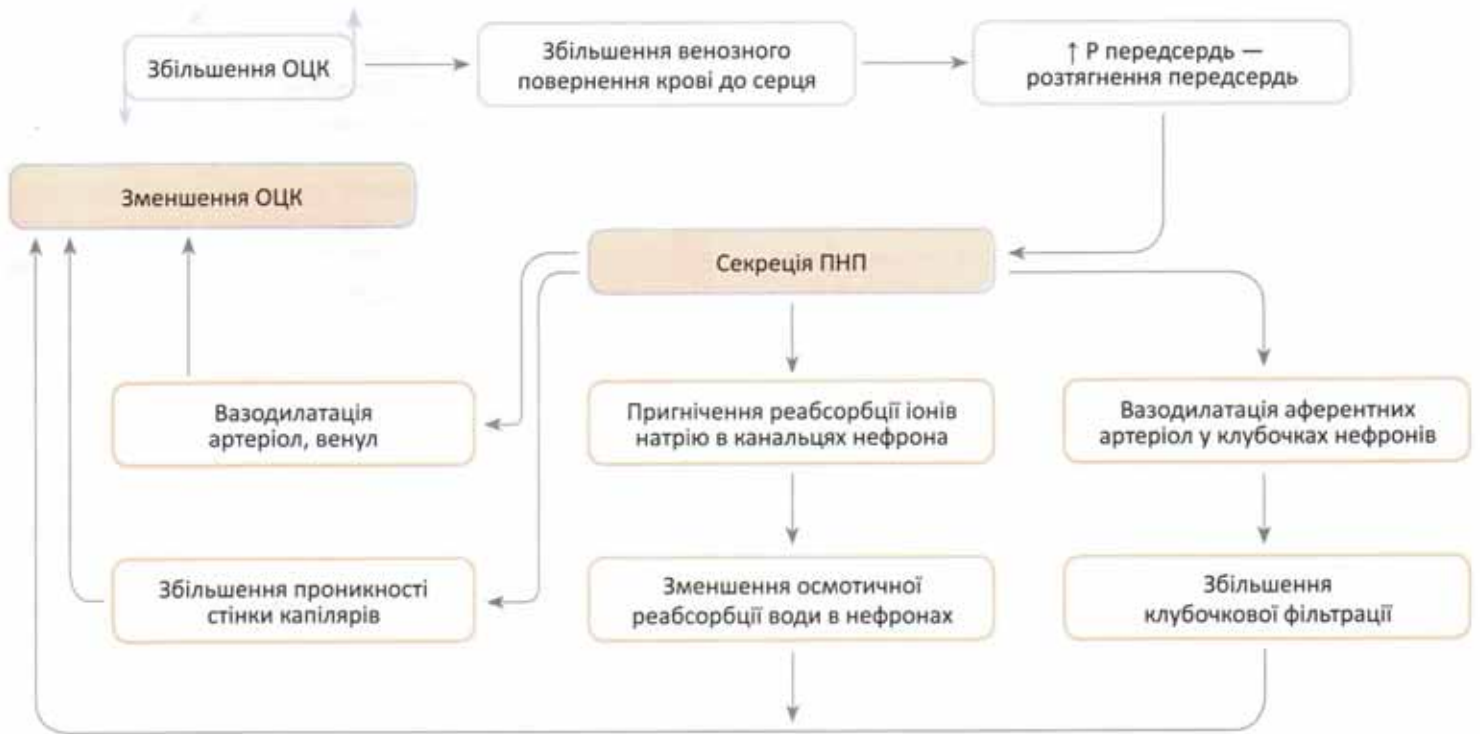 Збільшення ОЦК
Збільшення венозного
повернення крові до серця
↑ Р передсердь —
розтягнення передсердь
Зменшення ОЦК
Секреція ПНП
Вазодилатація
артеріол, венул
Пригнічення реабсорбції іонів
натрію в канальцях нефрона
Вазодилатація аферентних
артеріол у клубочках нефронів
Збільшення проникності
стінки капілярів
Зменшення осмотичної
реабсорбції води в нефронах
Збільшення
клубочкової фільтрації